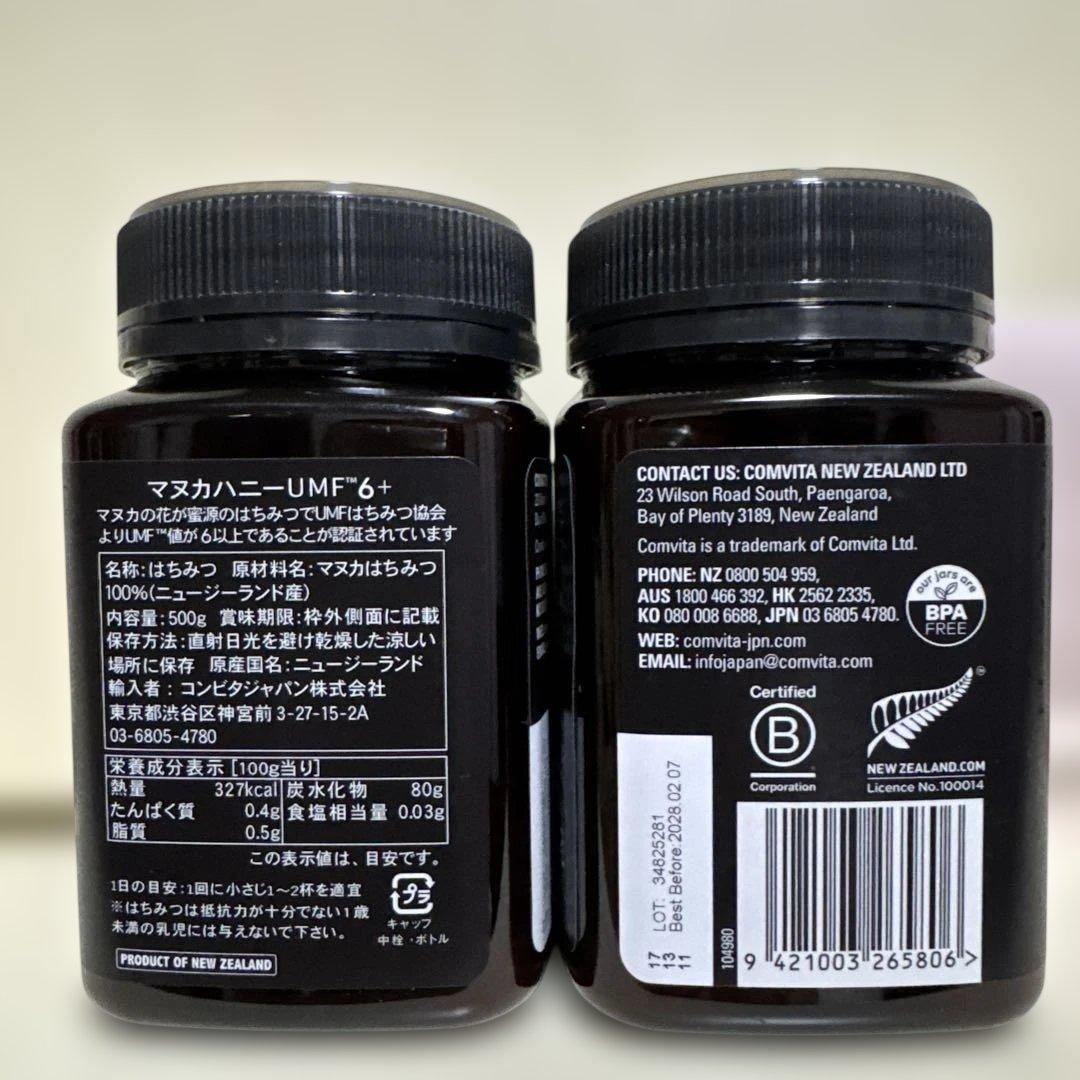 マヌカハニーUMF™6+
マヌカの花が蜜源のはちみつでUMFはちみつ協会
よりUMF™値が6以上であることが認証されています
名称:はちみつ 原材料名:マヌカはちみつ
100%(ニュージーランド産)
内容量:500g 賞味期限:枠外側面に記載
保存方法:直射日光を避け乾燥した涼しい
場所に保存 原産国名:ニュージーランド
輸入者:コンビタジャパン株式会社
東京都渋谷区神宮前3-27-15-2A
03-6805-4780
栄養成分表示[100g当り]
熱量 327kcal 炭水化物 80g
たんぱく質 0.4g 食塩相当量 0.03g
脂質 0.5g
この表示値は、目安です。
1日の目安:1回に小さじ1〜2杯を適宜
※はちみつは抵抗力が十分でない1歳
未満の乳児には与えないで下さい。
プラ
キャップ
中栓・ボトル
PRODUCT OF NEW ZEALAND
CONTACT US: COMVITA NEW ZEALAND LTD
23 Wilson Road South, Paengaroa,
Bay of Plenty 3189, New Zealand
Comvita is a trademark of Comvita Ltd.
PHONE: NZ 0800 504 959,
AUS 1800 466 392, HK 2562 2335,
KO 080 008 6688, JPN 03 6805 4780.
WEB: comvita-jpn.com
EMAIL: infojapan@comvita.com
our jars are
BPA
FREE
Certified
B
Corporation
™
NEWZEALAND.COM
Licence No.100014
LOT: 34825281
Best Before:2028.02.07
17
13
11
104980
9 421003 265806 >